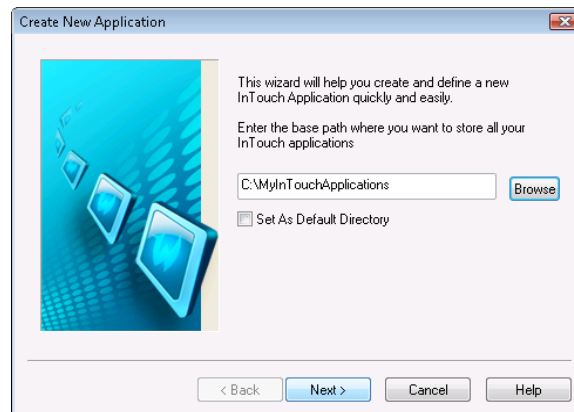 Create New Application
This wizard will help you create and define a new
InTouch Application quickly and easily.
Enter the base path where you want to store all your
InTouch applications
C:\MyInTouchApplications
Browse
Set As Default Directory
< Back
Next >
Cancel
Help